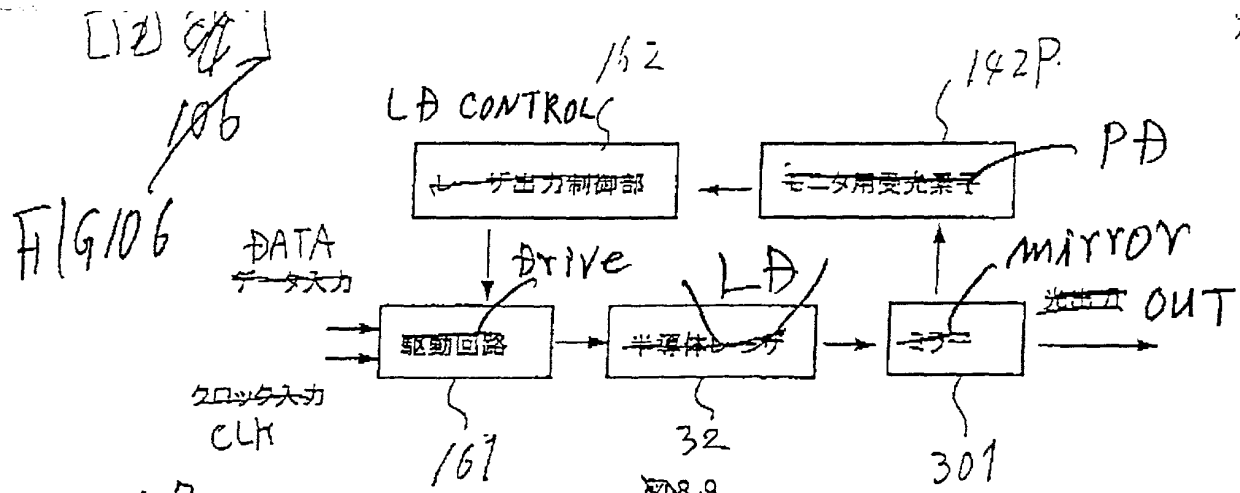 162
142P.
LD CONTROL
レーザ出力制御部
モニタ用受光素子
PD
FIG106
106
DATA
データ入力
Drive
LD
mirror
光出力 OUT
駆動回路
半導体レーザ
ミラー
クロック入力
CLK
161
32
301